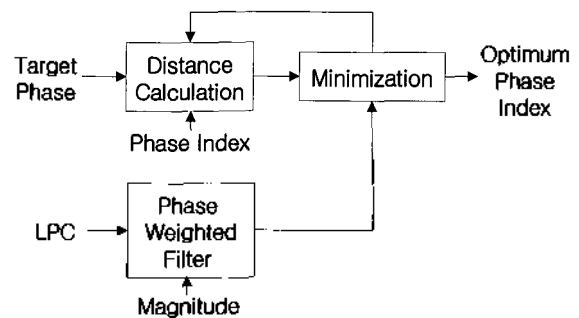 Target
Phase
Distance
Calculation
Minimization
Optimum
Phase
Index
Phase Index
LPC
Phase
Weighted
Filter
Magnitude